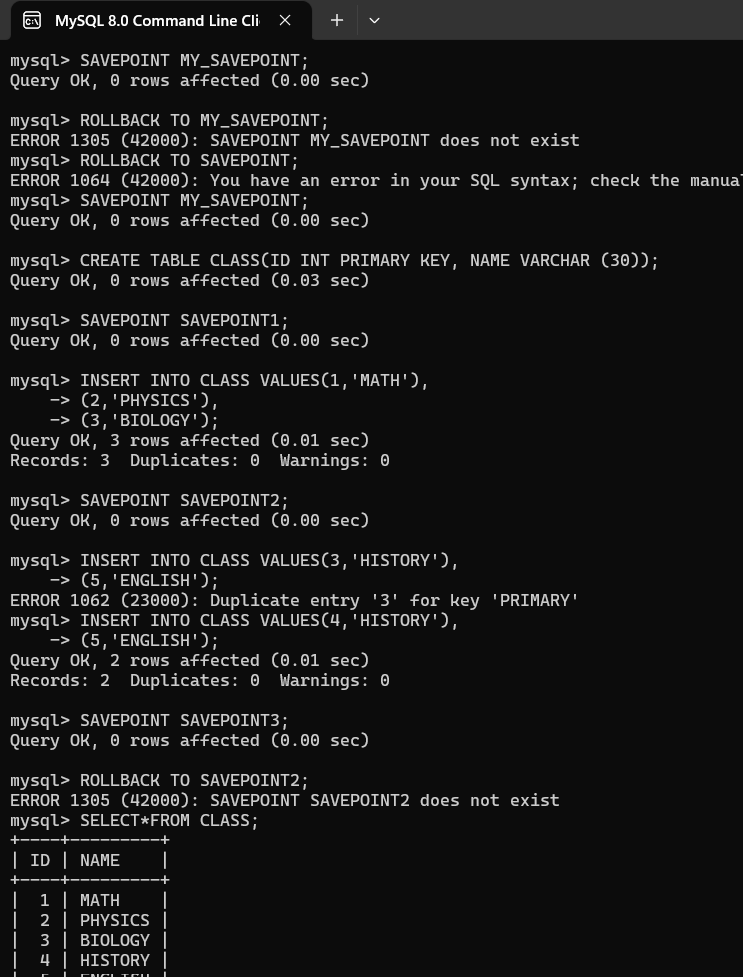 MySQL 8.0 Command Line Cli
mysql> SAVEPOINT MY_SAVEPOINT;
Query OK, 0 rows affected (0.00 sec)
mysql> ROLLBACK TO MY_SAVEPOINT;
ERROR 1305 (42000): SAVEPOINT MY_SAVEPOINT does not exist
mysql> ROLLBACK TO SAVEPOINT;
ERROR 1064 (42000): You have an error in your SQL syntax; check the manual
mysql> SAVEPOINT MY_SAVEPOINT;
Query OK, 0 rows affected (0.00 sec)
mysql> CREATE TABLE CLASS(ID INT PRIMARY KEY, NAME VARCHAR (30));
Query OK, 0 rows affected (0.03 sec)
mysql> SAVEPOINT SAVEPOINT1;
Query OK, 0 rows affected (0.00 sec)
mysql> INSERT INTO CLASS VALUES(1,'MATH'),
    -> (2,'PHYSICS'),
    -> (3,'BIOLOGY');
Query OK, 3 rows affected (0.01 sec)
Records: 3  Duplicates: 0  Warnings: 0
mysql> SAVEPOINT SAVEPOINT2;
Query OK, 0 rows affected (0.00 sec)
mysql> INSERT INTO CLASS VALUES(3,'HISTORY'),
    -> (5,'ENGLISH');
ERROR 1062 (23000): Duplicate entry '3' for key 'PRIMARY'
mysql> INSERT INTO CLASS VALUES(4,'HISTORY'),
    -> (5,'ENGLISH');
Query OK, 2 rows affected (0.01 sec)
Records: 2  Duplicates: 0  Warnings: 0
mysql> SAVEPOINT SAVEPOINT3;
Query OK, 0 rows affected (0.00 sec)
mysql> ROLLBACK TO SAVEPOINT2;
ERROR 1305 (42000): SAVEPOINT SAVEPOINT2 does not exist
mysql> SELECT*FROM CLASS;
+----+---------+
| ID | NAME    |
+----+---------+
|  1 | MATH    |
|  2 | PHYSICS |
|  3 | BIOLOGY |
|  4 | HISTORY |
|  5 | ENGLISH |